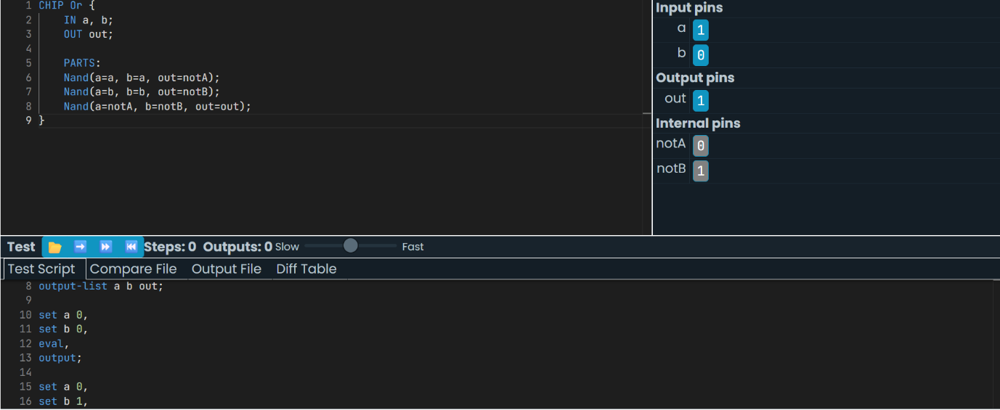 1 CHIP Or {
2 IN a, b;
3 OUT out;
4
5 PARTS:
6 Nand(a=a, b=a, out=notA);
7 Nand(a=b, b=b, out=notB);
8 Nand(a=notA, b=notB, out=out);
9 }
Input pins
a 1
b 0
Output pins
out 1
Internal pins
notA 0
notB 1
Test Steps: 0 Outputs: 0 Slow Fast
Test Script Compare File Output File Diff Table
8 output-list a b out;
9
10 set a 0,
11 set b 0,
12 eval,
13 output;
14
15 set a 0,
16 set b 1,